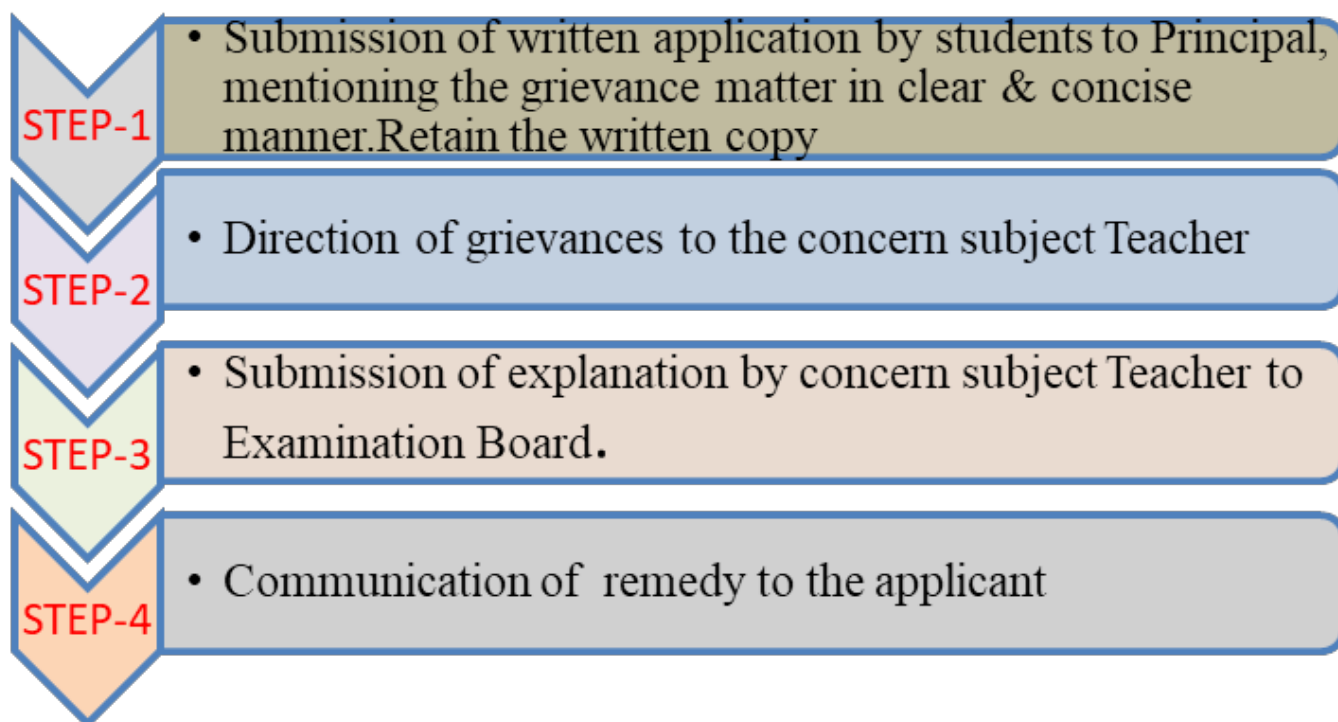 STEP-1
• Submission of written application by students to Principal,
mentioning the grievance matter in clear & concise
manner.Retain the written copy
STEP-2
• Direction of grievances to the concern subject Teacher
STEP-3
• Submission of explanation by concern subject Teacher to
Examination Board.
STEP-4
• Communication of remedy to the applicant